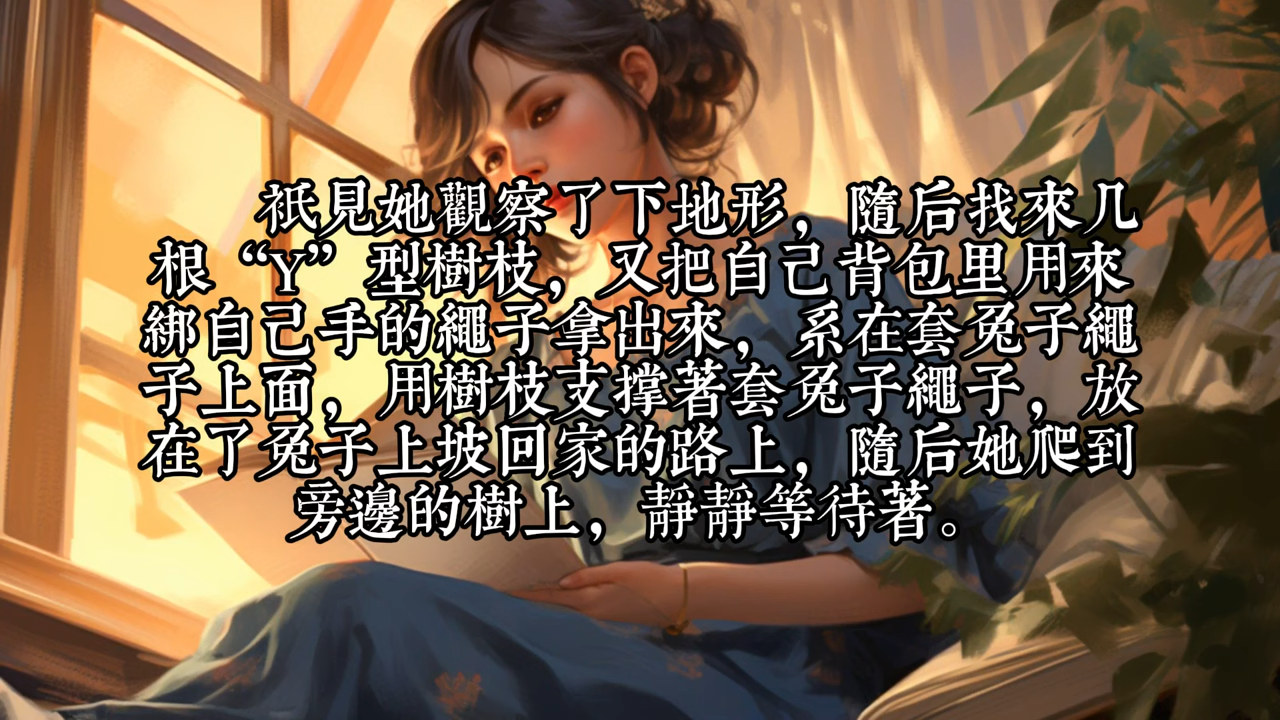 祇見她觀察了下地形，隨后找來几
根“Y”型樹枝，又把自己背包里用來
綁自己手的繩子拿出來，系在套兔子繩
子上面，用樹枝支撐著套兔子繩子，放
在了兔子上坡回家的路上，隨后她爬到
旁邊的樹上，靜靜等待著。